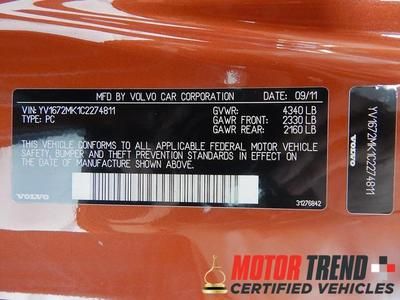 MFD BY VOLVO CAR CORPORATION DATE: 09/11
VIN: YV1672MK1C2274811 GVWR: 4340 LB
TYPE: PC GAWR FRONT: 2330 LB
GAWR REAR: 2160 LB
THIS VEHICLE CONFORMS TO ALL APPLICABLE FEDERAL MOTOR VEHICLE
SAFETY, BUMPER AND THEFT PREVENTION STANDARDS IN EFFECT ON THE
DATE OF MANUFACTURE SHOWN ABOVE.
VOLVO
31276842
YV1672MK1C2274811
VOLVO
MOTOR TREND
CERTIFIED VEHICLES